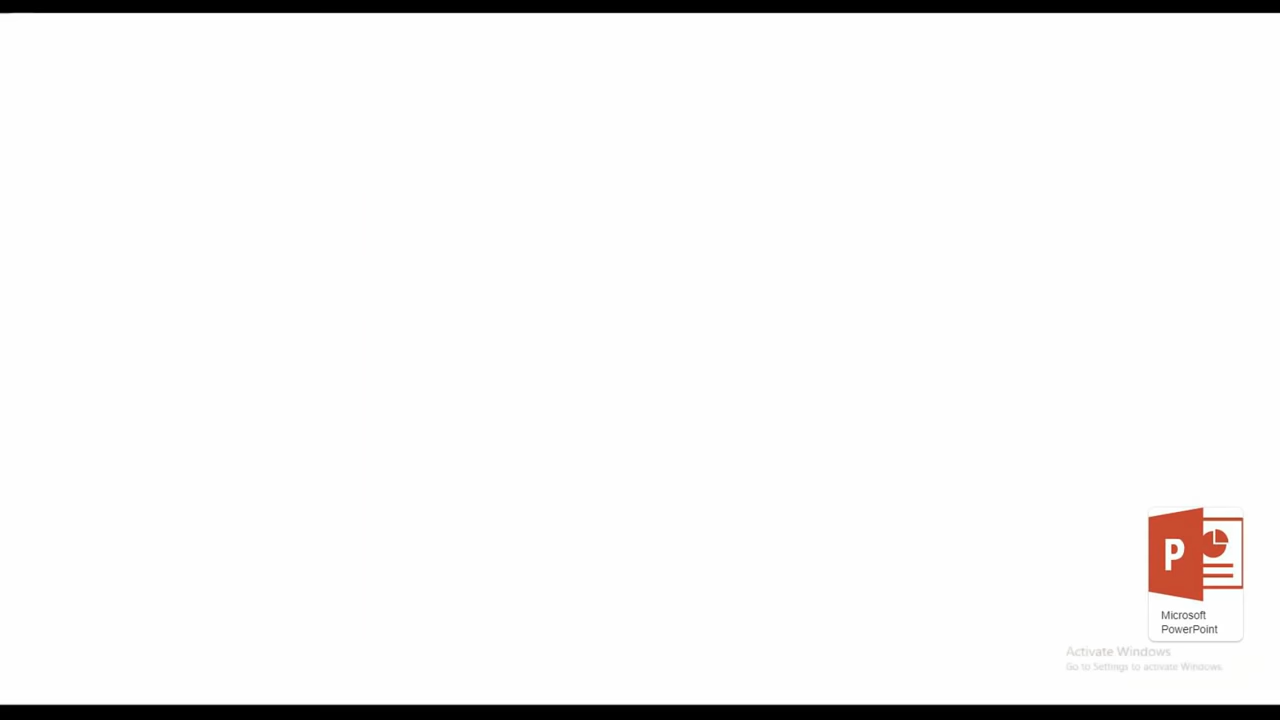 P
Microsoft
PowerPoint
Activate Windows
Go to Settings to activate Windows.